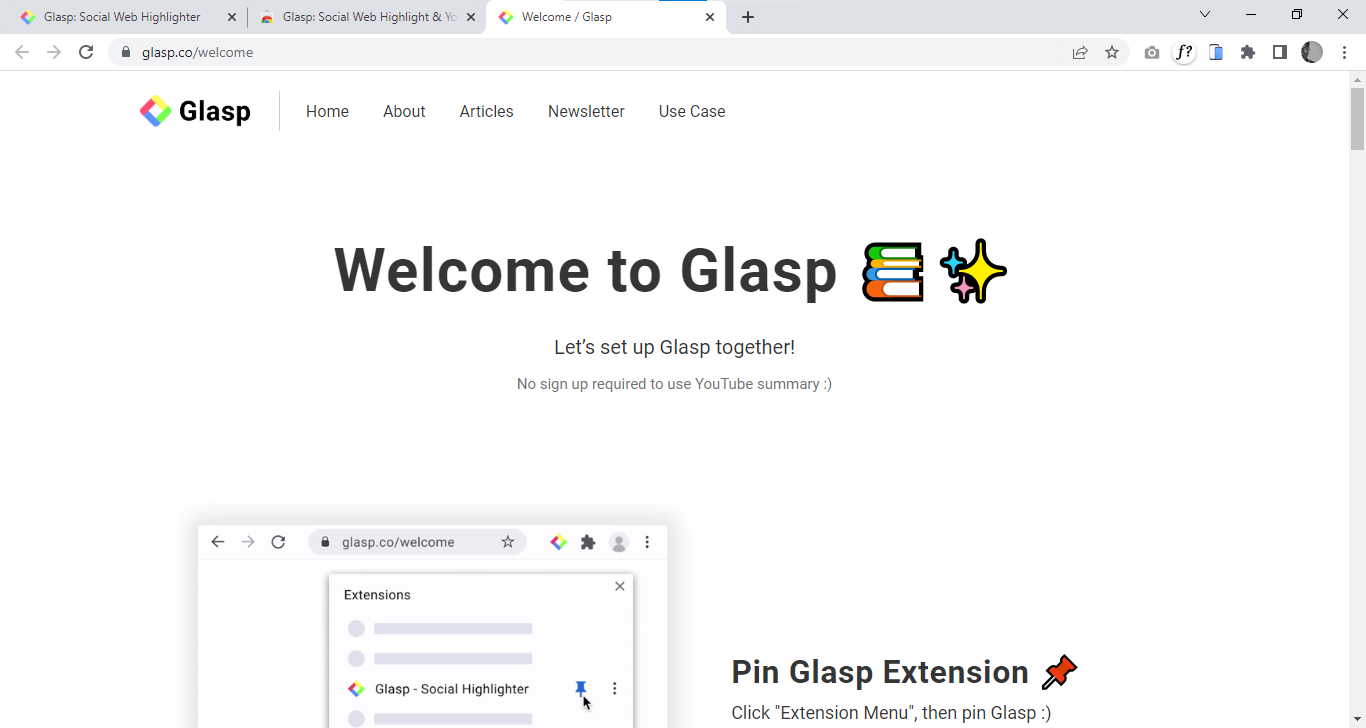 Glasp: Social Web Highlighter
Glasp: Social Web Highlight & Yo
Welcome / Glasp
glasp.co/welcome
f?
Glasp
Home
About
Articles
Newsletter
Use Case
Welcome to Glasp
Let’s set up Glasp together!
No sign up required to use YouTube summary :)
glasp.co/welcome
Extensions
Glasp - Social Highlighter
Pin Glasp Extension
Click "Extension Menu", then pin Glasp :)